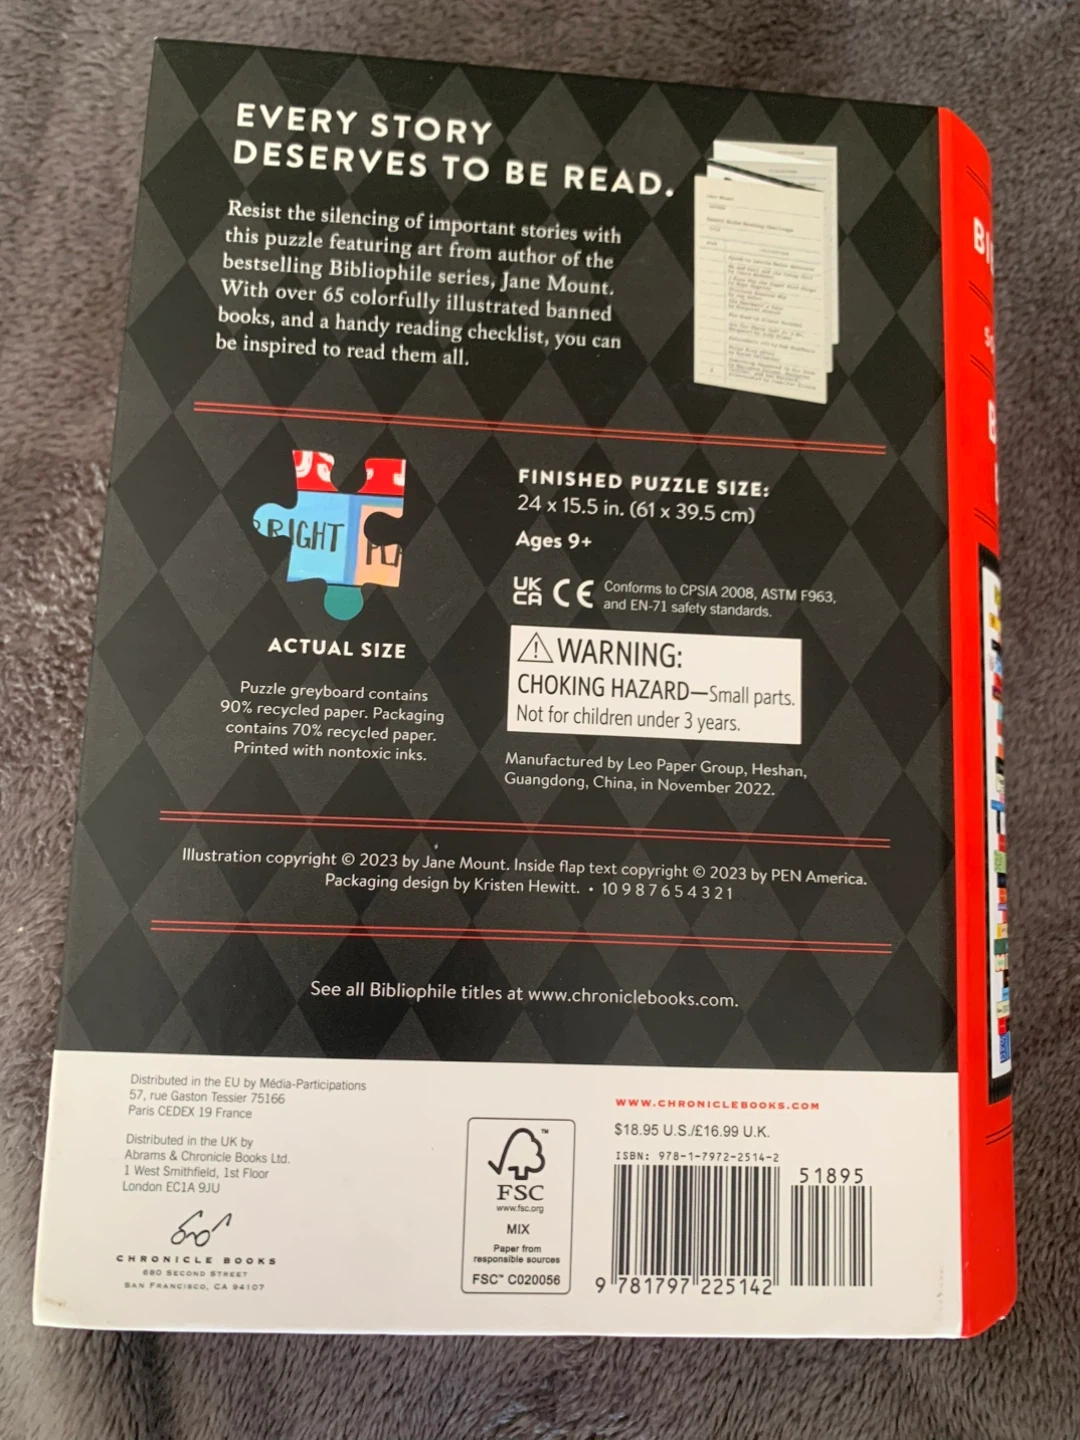 EVERY STORY
DESERVES TO BE READ.
Resist the silencing of important stories with
this puzzle featuring art from author of the
bestselling Bibliophile series, Jane Mount.
With over 65 colorfully illustrated banned
books, and a handy reading checklist, you can
be inspired to read them all.
RIGHT
ACTUAL SIZE
Puzzle greyboard contains
90% recycled paper. Packaging
contains 70% recycled paper.
Printed with nontoxic inks.
FINISHED PUZZLE SIZE:
24 x 15.5 in. (61 x 39.5 cm)
Ages 9+
UK
CA CE Conforms to CPSIA 2008, ASTM F963,
and EN-71 safety standards.
WARNING:
CHOKING HAZARD—Small parts.
Not for children under 3 years.
Manufactured by Leo Paper Group, Heshan,
Guangdong, China, in November 2022.
Illustration copyright © 2023 by Jane Mount. Inside flap text copyright © 2023 by PEN America.
Packaging design by Kristen Hewitt. • 10 9 8 7 6 5 4 3 2 1
See all Bibliophile titles at www.chroniclebooks.com.
Distributed in the EU by Média-Participations
57, rue Gaston Tessier 75166
Paris CEDEX 19 France
Distributed in the UK by
Abrams & Chronicle Books Ltd.
1 West Smithfield, 1st Floor
London EC1A 9JU
CHRONICLE BOOKS
680 SECOND STREET
SAN FRANCISCO, CA 94107
TM
FSC
www.fsc.org
MIX
Paper from
responsible sources
FSC™ C020056
WWW.CHRONICLEBOOKS.COM
$18.95 U.S./£16.99 U.K.
ISBN: 978-1-7972-2514-2
51895
9 781797 225142